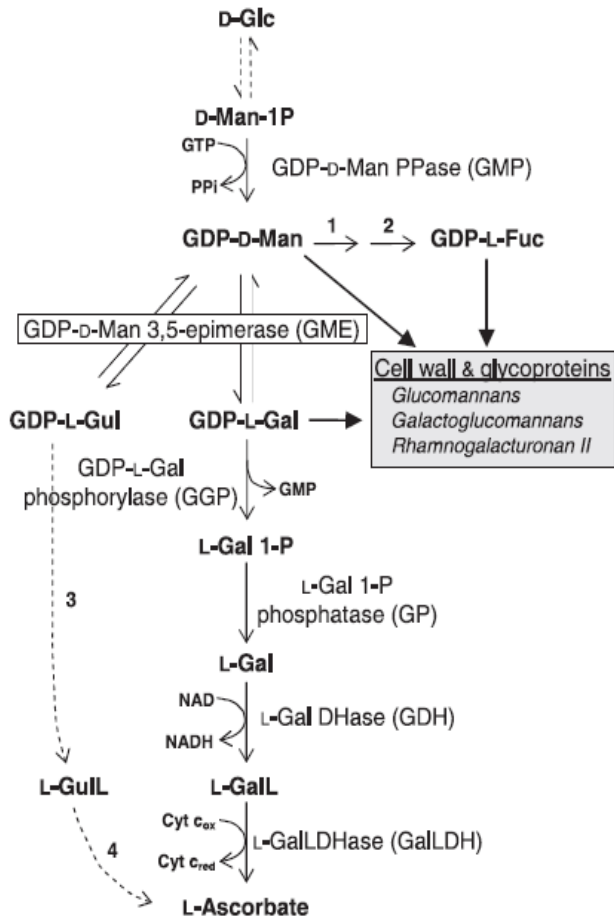 D-Glc
D-Man-1P
GTP
PPi
GDP-D-Man PPase (GMP)
GDP-D-Man
1
2
GDP-L-Fuc
GDP-D-Man 3,5-epimerase (GME)
Cell wall & glycoproteins
Glucomannans
Galactoglucomannans
Rhamnogalacturonan II
GDP-L-Gul
GDP-L-Gal
GDP-L-Gal
phosphorylase (GGP)
GMP
L-Gal 1-P
3
L-Gal 1-P
phosphatase (GP)
L-Gal
NAD
NADH
L-Gal DHase (GDH)
L-GulL
L-GalL
4
Cyt cox
Cyt cred
L-GalLDHase (GalLDH)
L-Ascorbate